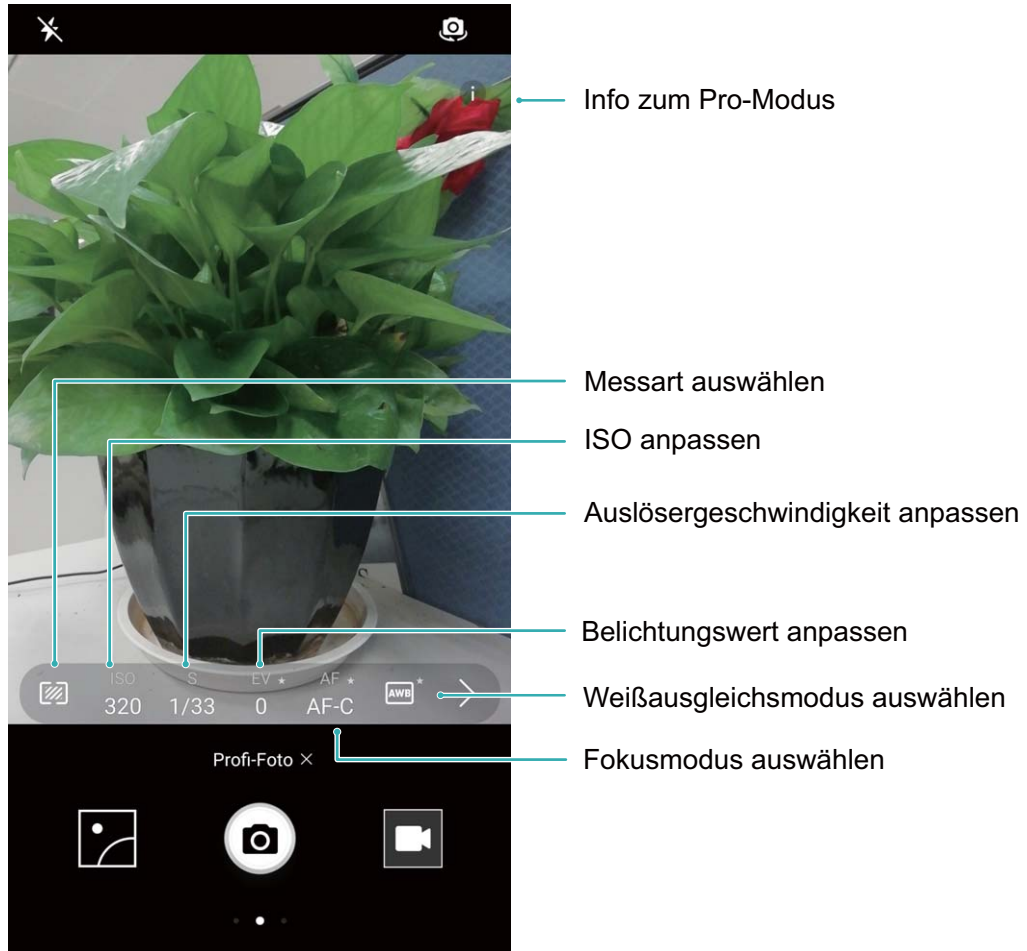 i
Info zum Pro-Modus
Messart auswählen
ISO anpassen
Auslösergeschwindigkeit anpassen
Belichtungswert anpassen
ISO S EV ★ AF ★ AWB ★
320 1/33 0 AF-C
Weißausgleichsmodus auswählen
Fokusmodus auswählen
Profi-Foto ×